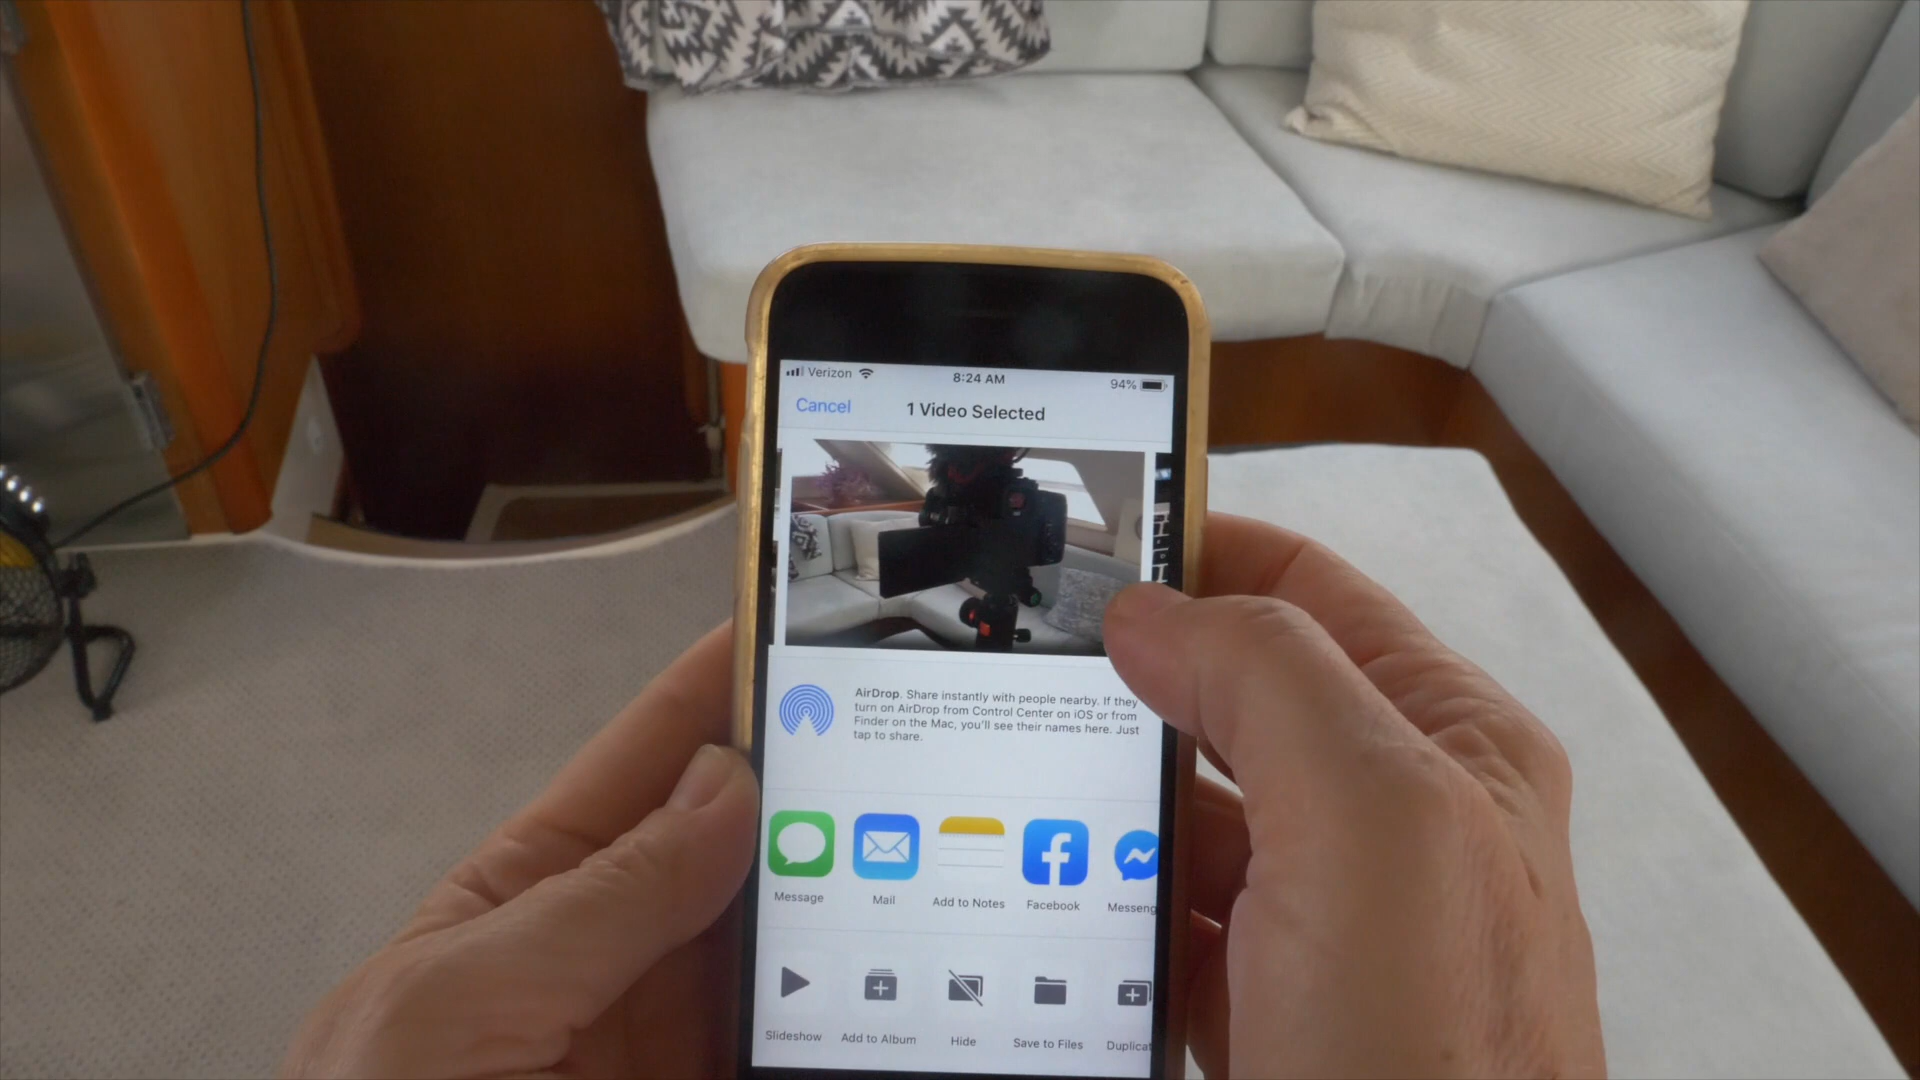 Verizon 8:24 AM 94%
Cancel 1 Video Selected
AirDrop. Share instantly with people nearby. If they
turn on AirDrop from Control Center on iOS or from
Finder on the Mac, you'll see their names here. Just
tap to share.
Message Mail Add to Notes Facebook Messeng
Slideshow Add to Album Hide Save to Files Duplicat